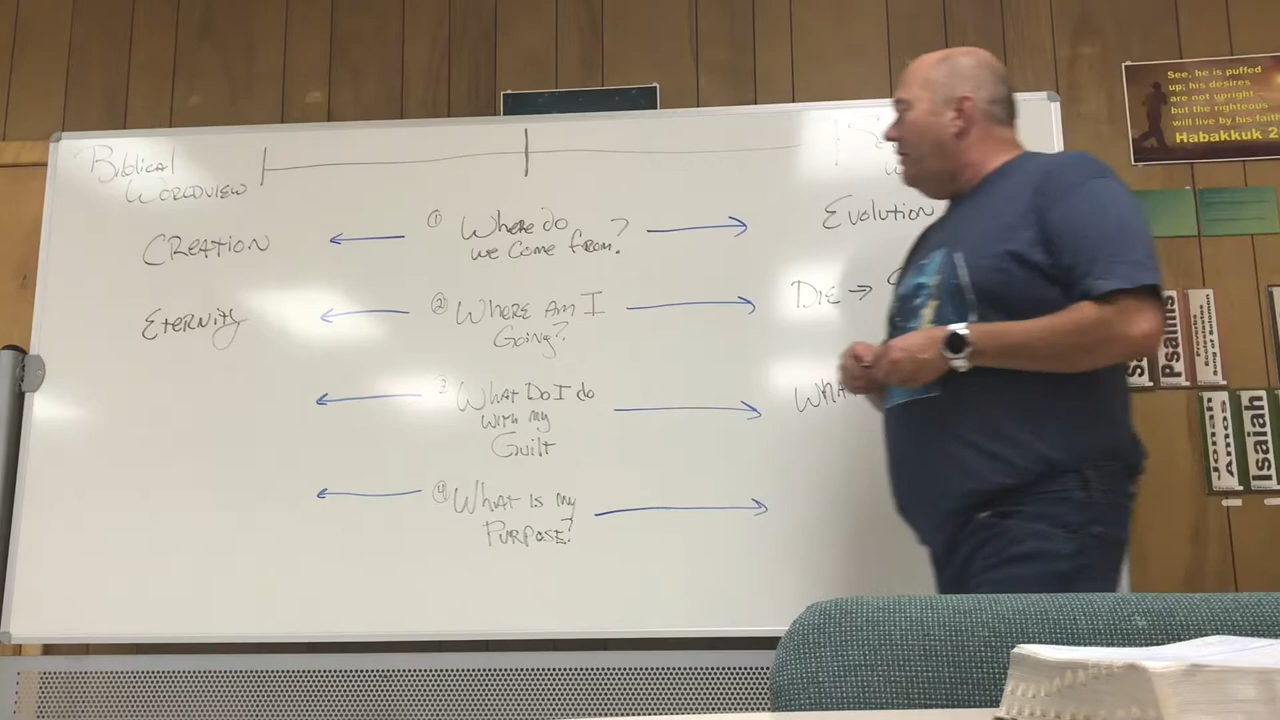 Biblical
Worldview
Creation
①
Where do
we come from?
Evolution
Eternity
②
Where Am I
Going?
Die →
3
What Do I do
with my
Guilt
④
What Is my
Purpose?
See, he is puffed
up; his desires
are not upright–
but the righteous
will live by his faith
Habakkuk 2
Psalms
Proverbs
Ecclesiastes
Song of Solomon
Jonah
Amos
Isaiah